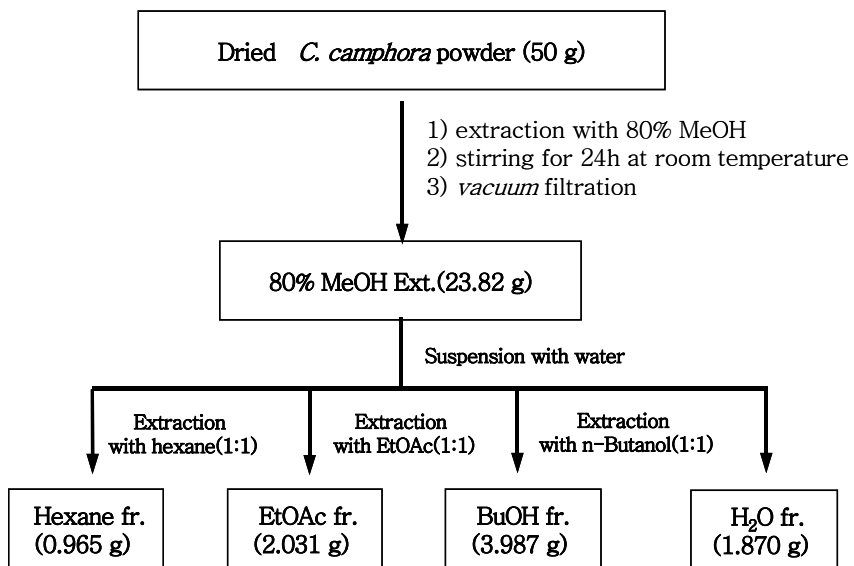 Dried C. camphora powder (50 g)
1) extraction with 80% MeOH
2) stirring for 24h at room temperature
3) vacuum filtration
80% MeOH Ext.(23.82 g)
Suspension with water
Extraction
with hexane(1:1)
Extraction
with EtOAc(1:1)
Extraction
with n-Butanol(1:1)
Hexane fr.
(0.965 g)
EtOAc fr.
(2.031 g)
BuOH fr.
(3.987 g)
H₂O fr.
(1.870 g)